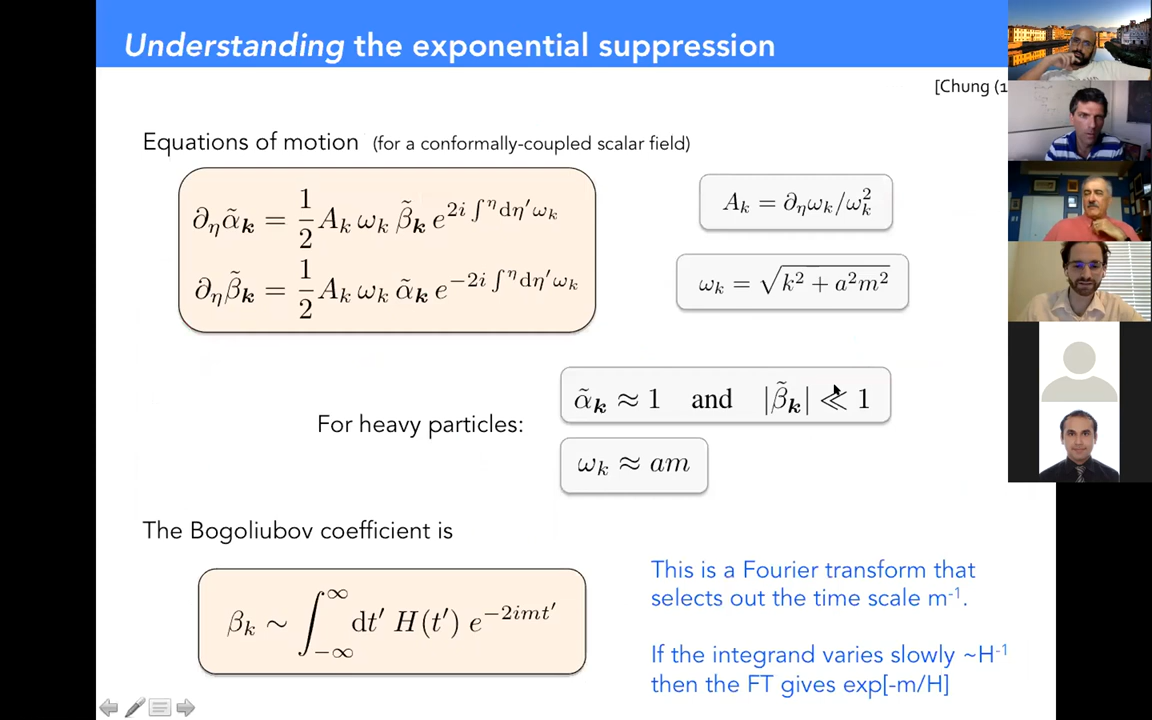 Understanding the exponential suppression
[Chung (1
Equations of motion (for a conformally-coupled scalar field)
∂_η α̃_k = 1/2 A_k ω_k β̃_k e^{2i ∫^η dη′ω_k}
∂_η β̃_k = 1/2 A_k ω_k α̃_k e^{−2i ∫^η dη′ω_k}
A_k = ∂_η ω_k/ω_k^2
ω_k = √(k^2 + a^2m^2)
For heavy particles:
α̃_k ≈ 1 and |β̃_k| ≪ 1
ω_k ≈ am
The Bogoliubov coefficient is
β_k ∼ ∫_{−∞}^{∞} dt′ H(t′) e^{−2imt′}
This is a Fourier transform that
selects out the time scale m⁻¹.
If the integrand varies slowly ~H⁻¹
then the FT gives exp[-m/H]